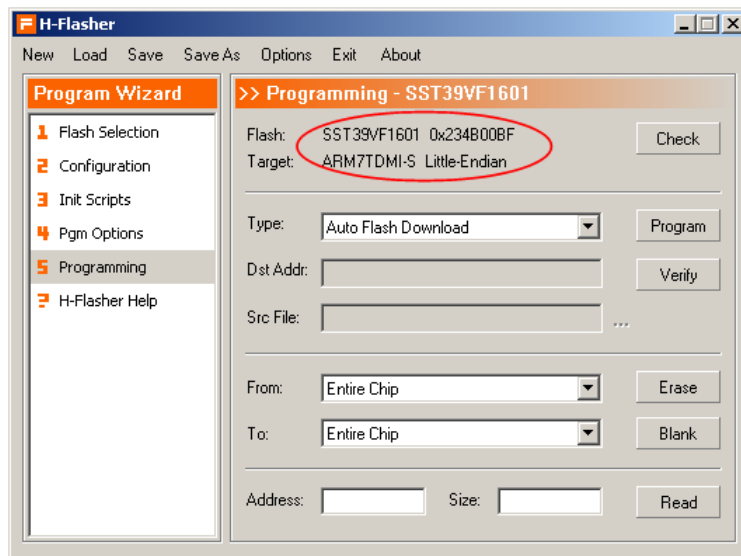 H-Flasher
New Load Save Save As Options Exit About
Program Wizard
1 Flash Selection
2 Configuration
3 Init Scripts
4 Pgm Options
5 Programming
? H-Flasher Help
>> Programming - SST39VF1601
Flash: SST39VF1601 0x234B00BF
Check
Target: ARM7TDMI-S Little-Endian
Type: Auto Flash Download
Program
Dst Addr:
Verify
Src File:
...
From: Entire Chip
Erase
To: Entire Chip
Blank
Address:
Size:
Read